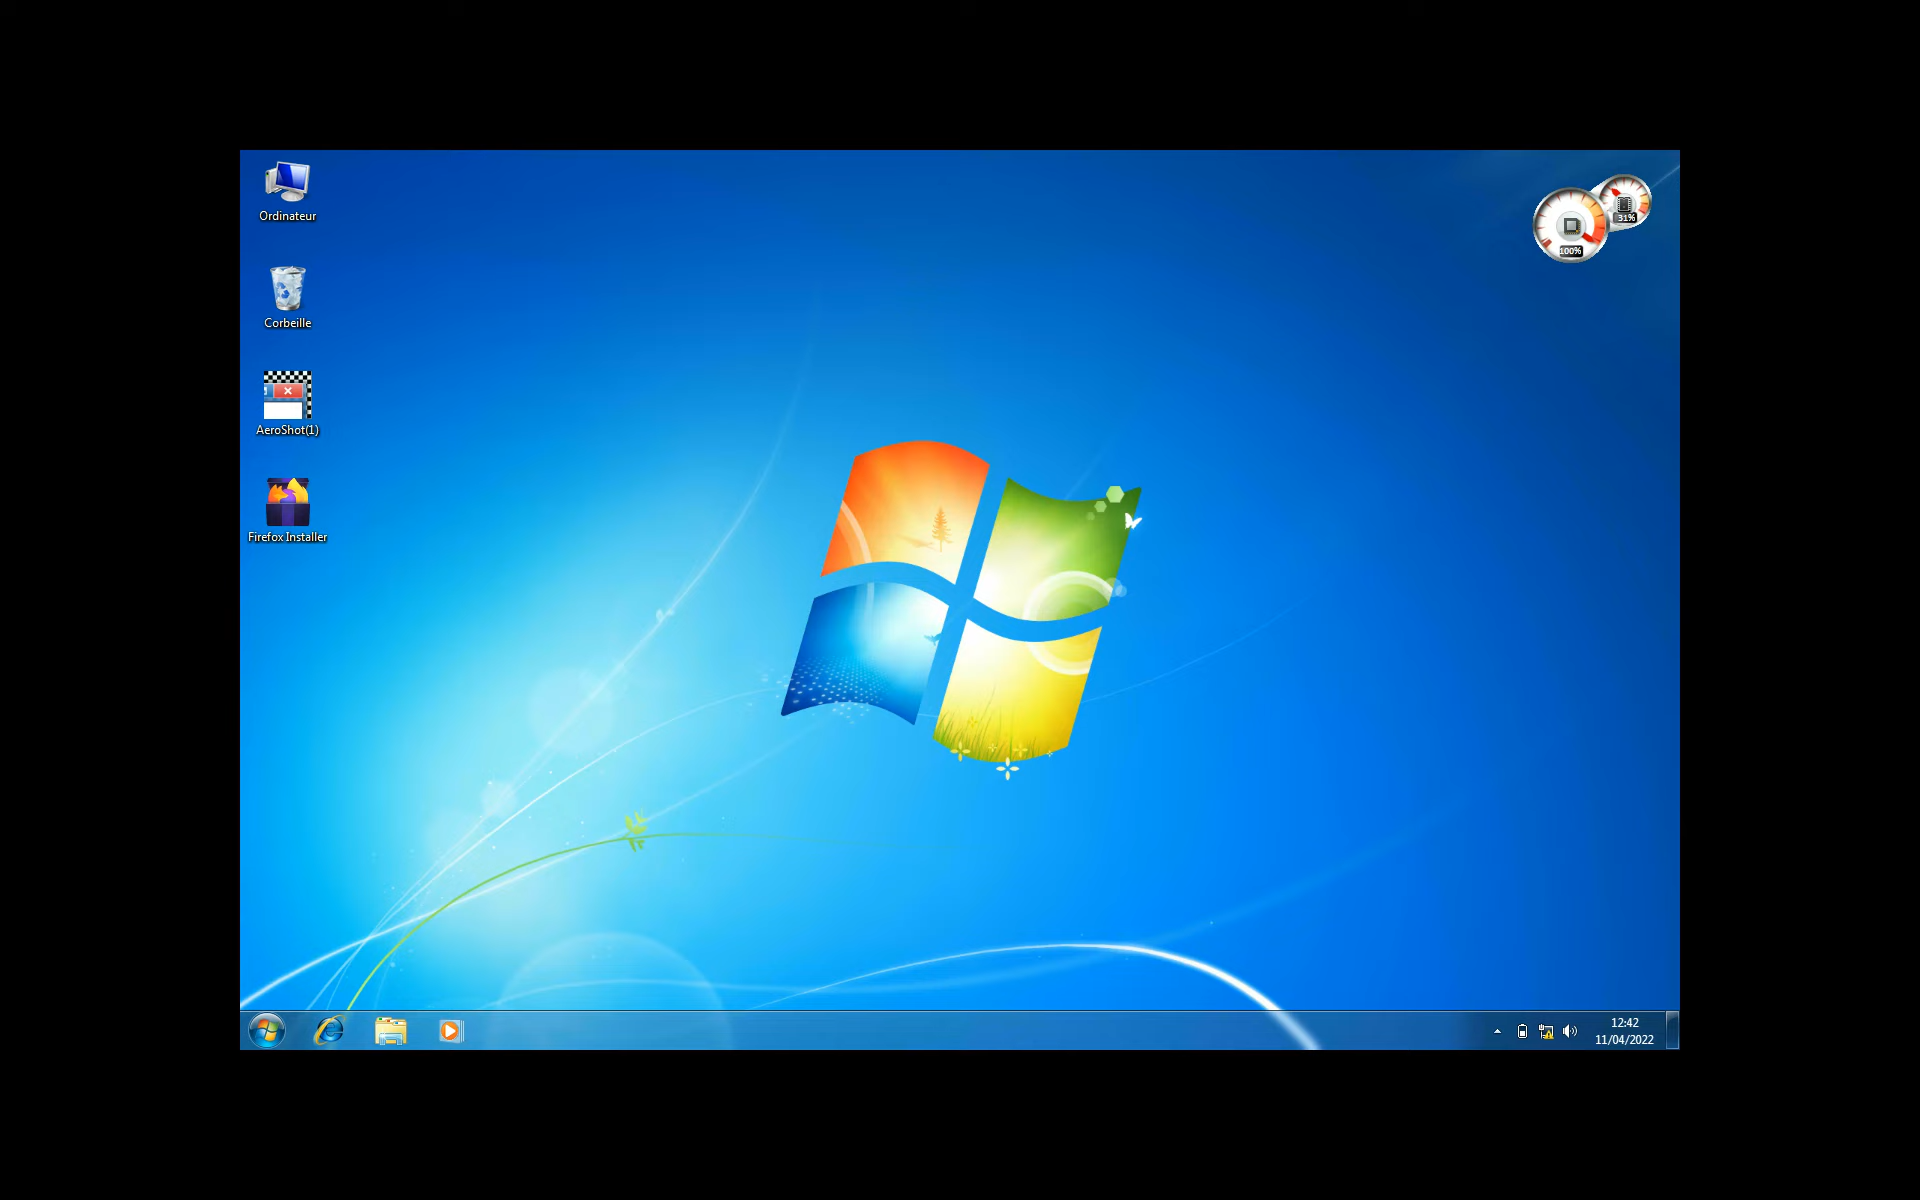 Ordinateur
Corbeille
AeroShot(1)
Firefox Installer
31%
100%
12:42
11/04/2022